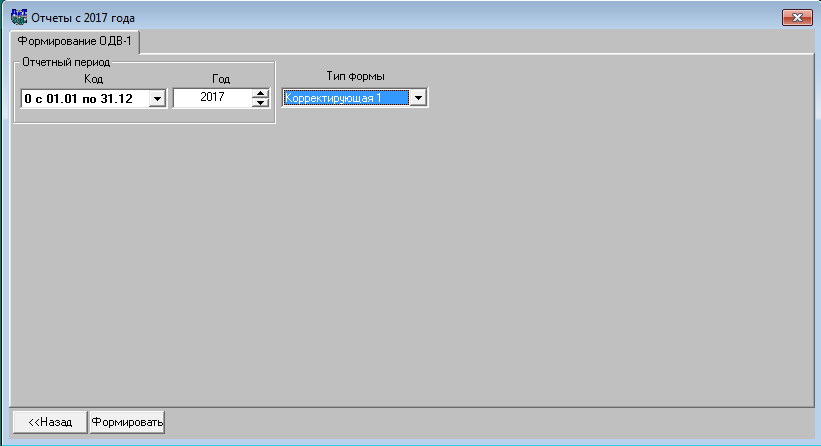 Отчеты с 2017 года
Формирование ОДВ-1
Отчетный период
Код Год Тип формы
0 с 01.01 по 31.12 2017 Корректирующая 1
<<Назад Формировать